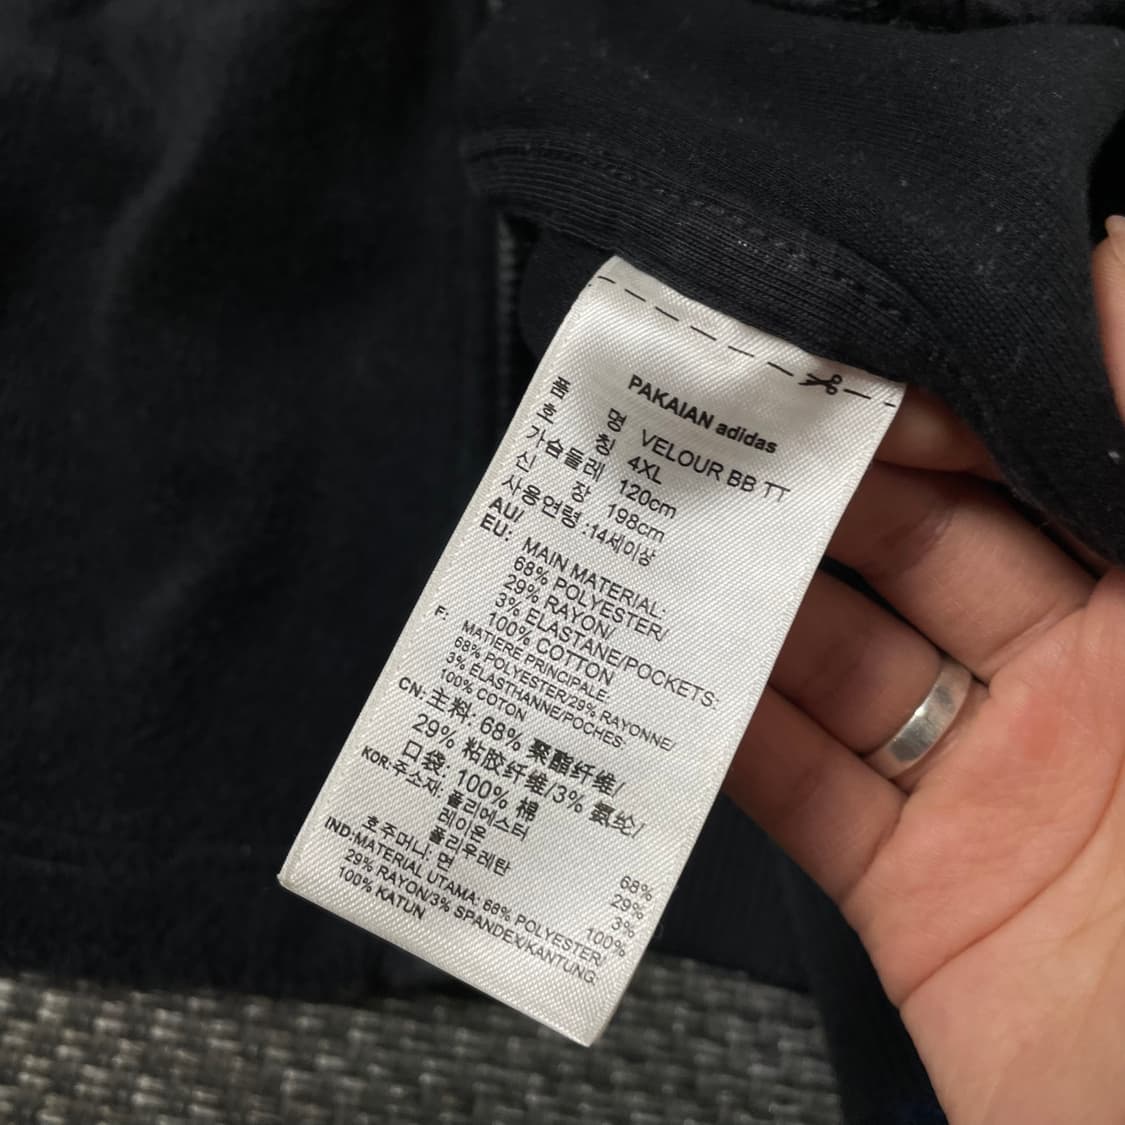 PAKAIAN adidas
품 명 VELOUR BB TT
호 칭 4XL
가슴둘레 120cm
신 장 198cm
사용연령 :14세이상
AU/
EU: MAIN MATERIAL:
68% POLYESTER/
29% RAYON/
3% ELASTANE/POCKETS:
100% COTTON
F: MATIERE PRINCIPALE
68% POLYESTER/29% RAYONNE/
3% ELASTHANNE/POCHES
100% COTON
CN: 主料: 68% 聚酯纤维/
29% 粘胶纤维/3% 氨纶/
口袋: 100% 棉
KOR: 주소재: 폴리에스터 68%
레이온 29%
폴리우레탄 3%
호주머니: 면 100%
IND: MATERIAL UTAMA: 68% POLYESTER/
29% RAYON/3% SPANDEX/KANTUNG:
100% KATUN